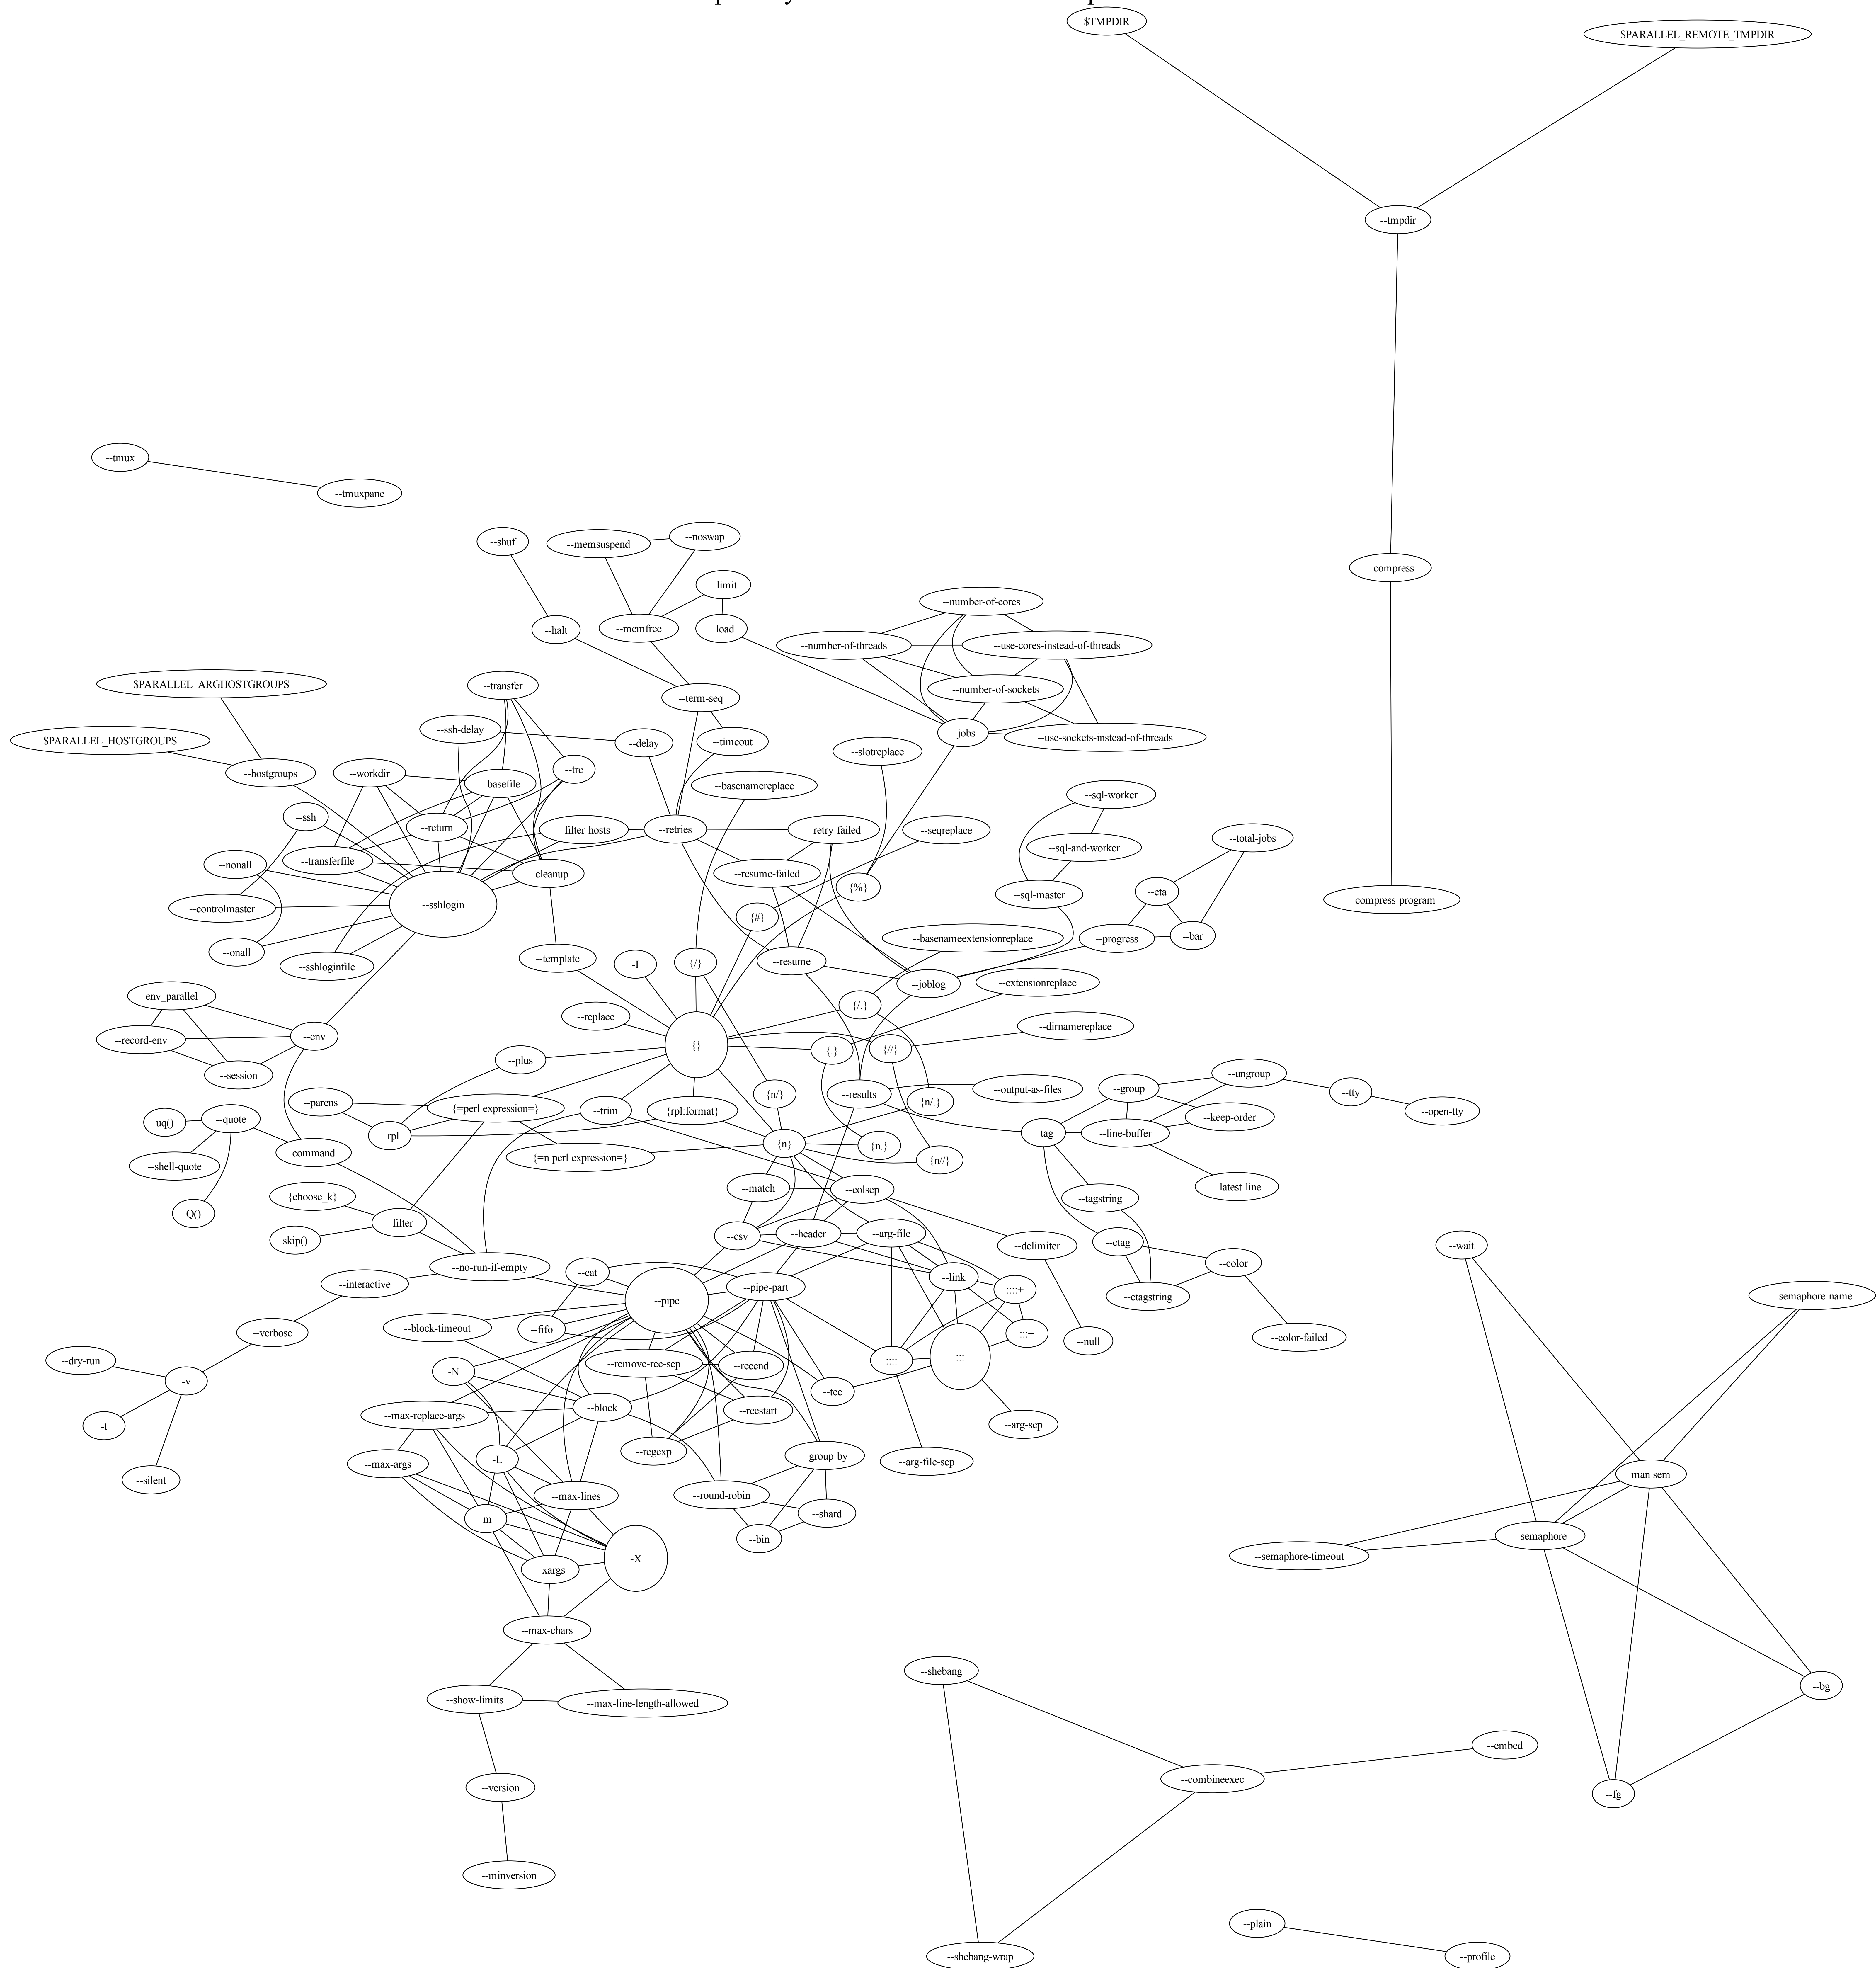 $TMPDIR
$PARALLEL_REMOTE_TMPDIR
--tmpdir
--tmux
--tmuxpane
--shuf
--memsuspend
--noswap
--compress
--limit
--number-of-cores
--halt
--memfree
--load
--number-of-threads
--use-cores-instead-of-threads
$PARALLEL_ARGHOSTGROUPS
--transfer
--term-seq
--number-of-sockets
$PARALLEL_HOSTGROUPS
--ssh-delay
--delay
--timeout
--jobs
--use-sockets-instead-of-threads
--slotreplace
--hostgroups
--workdir
--basefile
--trc
--basenamereplace
--sql-worker
--ssh
--return
--filter-hosts
--retries
--retry-failed
--seqreplace
--total-jobs
--sql-and-worker
--nonall
--transferfile
--cleanup
--resume-failed
{%}
--eta
--sql-master
--compress-program
--controlmaster
--sshlogin
{#}
--progress
--bar
--onall
--basenameextensionreplace
--sshloginfile
--template
-I
{/}
--resume
--joblog
--extensionreplace
env_parallel
{/.}
--replace
--dirnamereplace
--record-env
--env
{}
{.}
{//}
--plus
--session
--ungroup
{n/}
--results
--output-as-files
--group
--tty
--parens
{=perl expression=}
--trim
{rpl:format}
{n/.}
--open-tty
uq()
--quote
--rpl
--tag
--line-buffer
--keep-order
command
{=n perl expression=}
{n}
{n.}
{n//}
--shell-quote
--match
--colsep
--latest-line
{choose_k}
--tagstring
Q()
--filter
skip()
--csv
--header
--arg-file
--delimiter
--ctag
--wait
--interactive
--no-run-if-empty
--cat
--pipe-part
--link
--color
--pipe
::::+
--ctagstring
--semaphore-name
--block-timeout
--fifo
--verbose
:::+
--null
--color-failed
--dry-run
-N
--remove-rec-sep
--recend
::::
:::
-v
--tee
--block
--recstart
-t
--max-replace-args
--arg-sep
--regexp
--group-by
--arg-file-sep
--max-args
-L
--silent
--round-robin
--max-lines
man sem
-m
--shard
--bin
--semaphore
--semaphore-timeout
-X
--xargs
--max-chars
--shebang
--bg
--show-limits
--max-line-length-allowed
--embed
--combineexec
--version
--fg
--minversion
--plain
--shebang-wrap
--profile